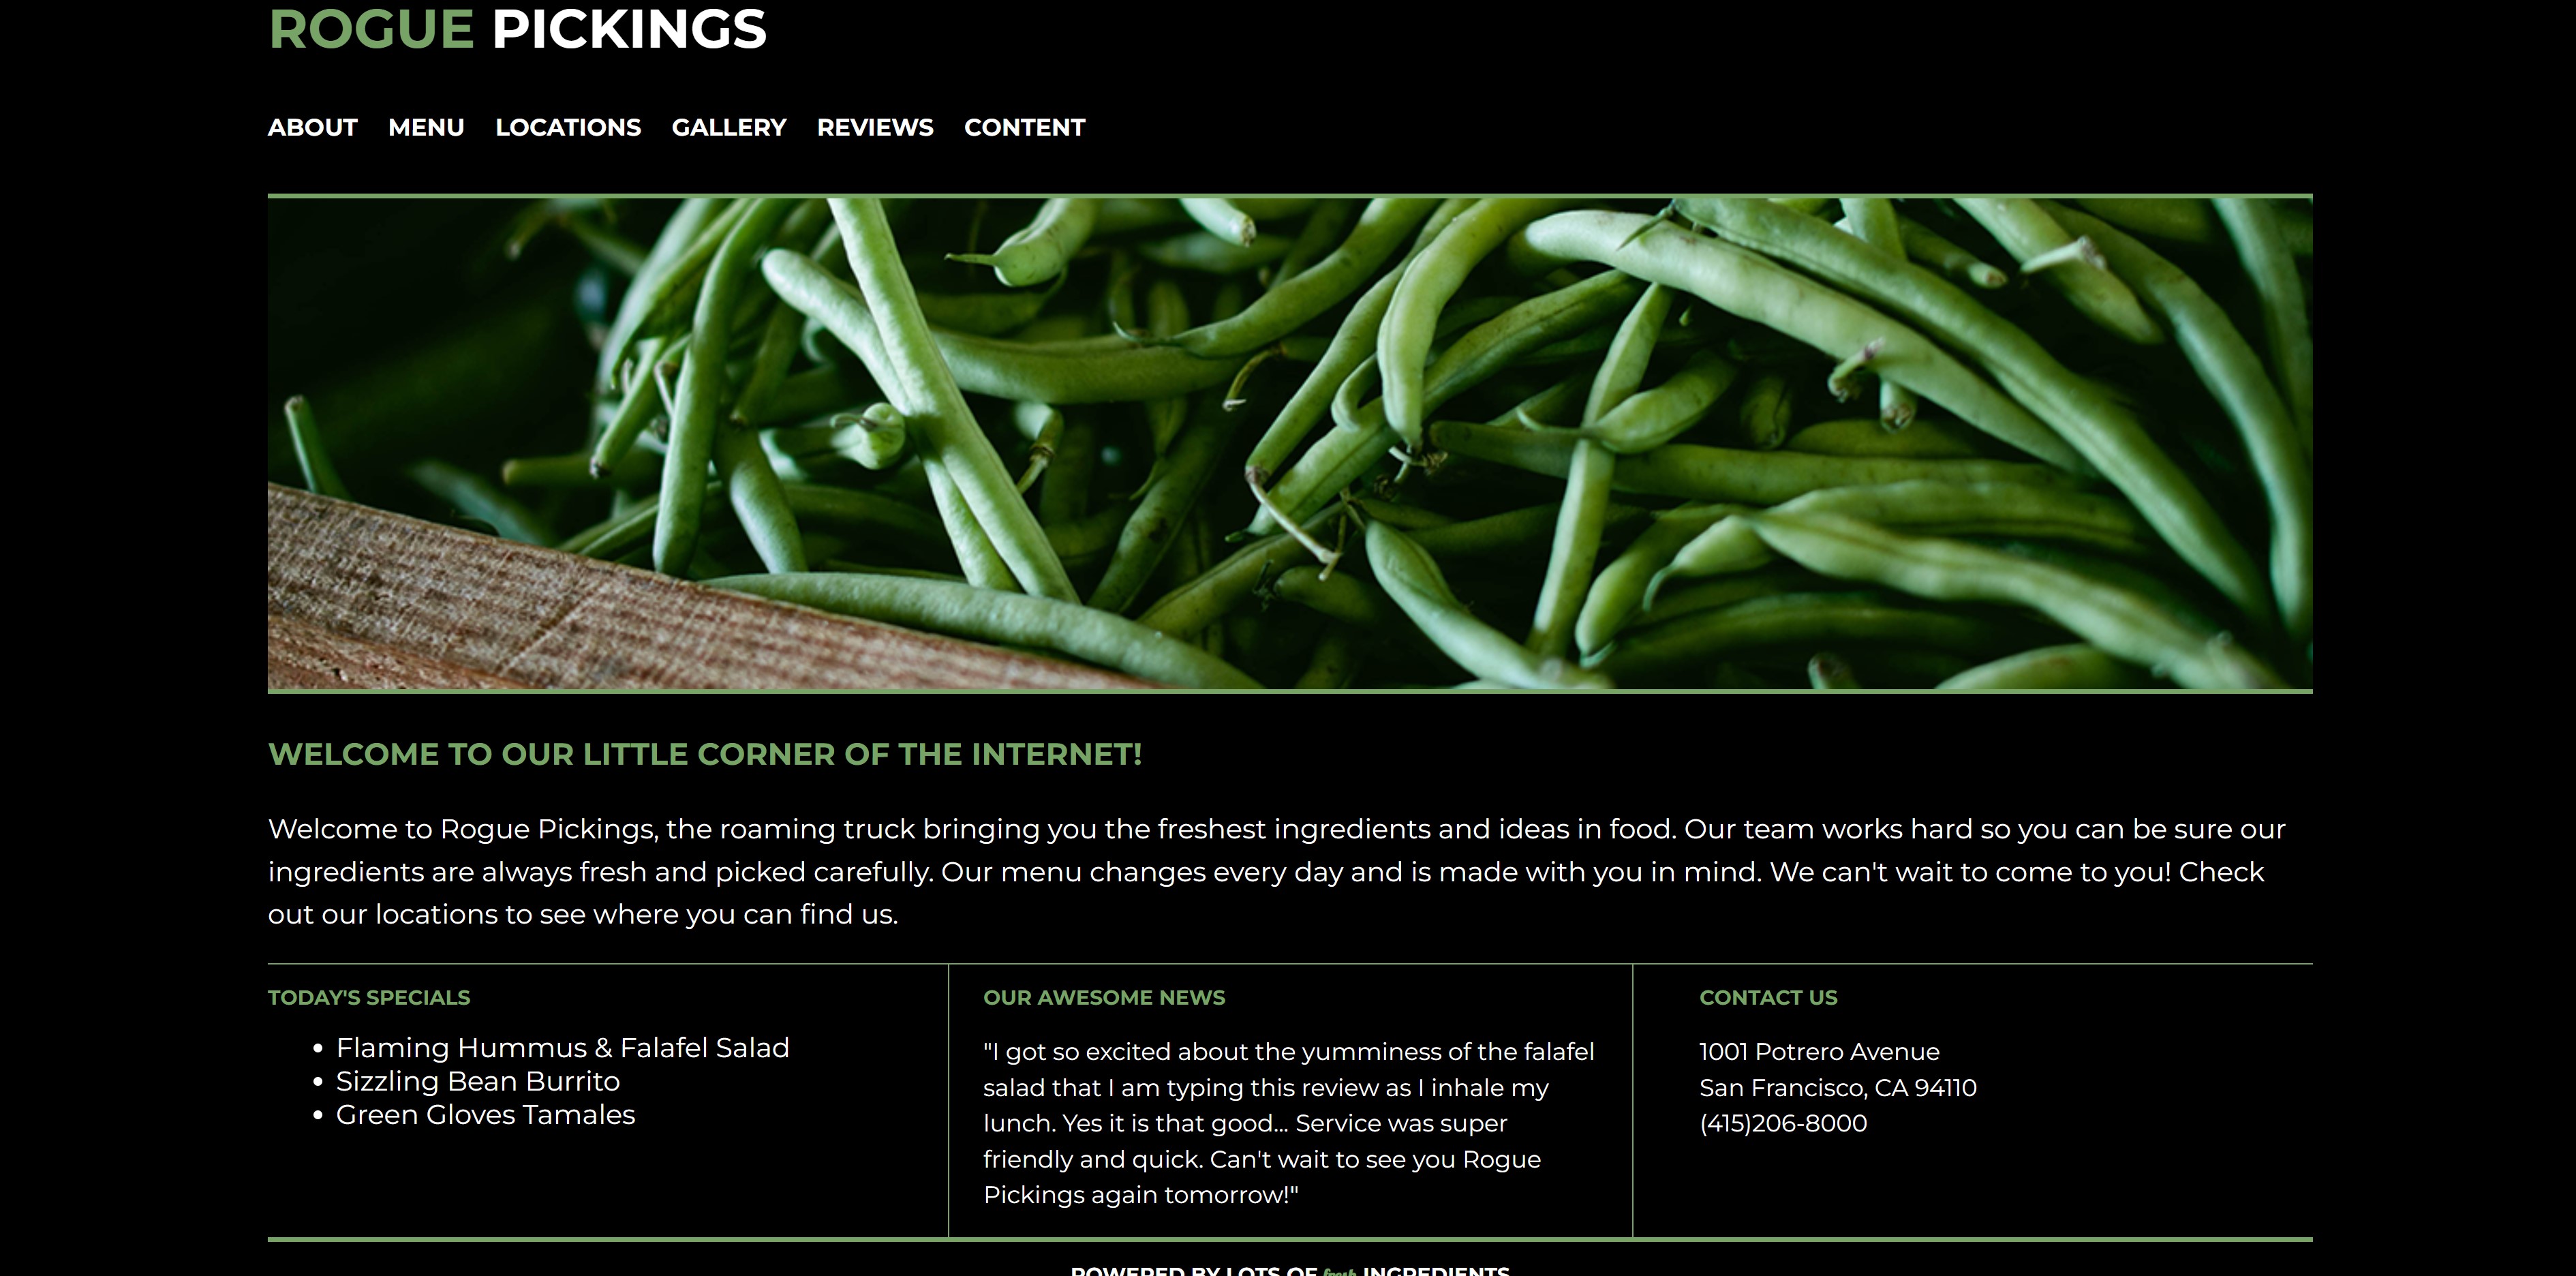 ROGUE PICKINGS
ABOUT MENU LOCATIONS GALLERY REVIEWS CONTENT
WELCOME TO OUR LITTLE CORNER OF THE INTERNET!
Welcome to Rogue Pickings, the roaming truck bringing you the freshest ingredients and ideas in food. Our team works hard so you can be sure our
ingredients are always fresh and picked carefully. Our menu changes every day and is made with you in mind. We can't wait to come to you! Check
out our locations to see where you can find us.
TODAY'S SPECIALS
• Flaming Hummus & Falafel Salad
• Sizzling Bean Burrito
• Green Gloves Tamales
OUR AWESOME NEWS
"I got so excited about the yumminess of the falafel
salad that I am typing this review as I inhale my
lunch. Yes it is that good... Service was super
friendly and quick. Can't wait to see you Rogue
Pickings again tomorrow!"
CONTACT US
1001 Potrero Avenue
San Francisco, CA 94110
(415)206-8000
POWERED BY LOTS OF fresh INGREDIENTS